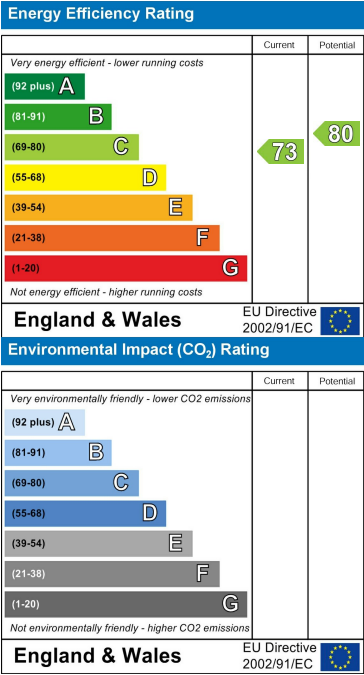 Energy Efficiency Rating
Current Potential
Very energy efficient - lower running costs
(92 plus) A
(81-91) B
(69-80) C
73
80
(55-68) D
(39-54) E
(21-38) F
(1-20) G
Not energy efficient - higher running costs
England & Wales
EU Directive
2002/91/EC
Environmental Impact (CO₂) Rating
Current Potential
Very environmentally friendly - lower CO2 emissions
(92 plus) A
(81-91) B
(69-80) C
(55-68) D
(39-54) E
(21-38) F
(1-20) G
Not environmentally friendly - higher CO2 emissions
England & Wales
EU Directive
2002/91/EC